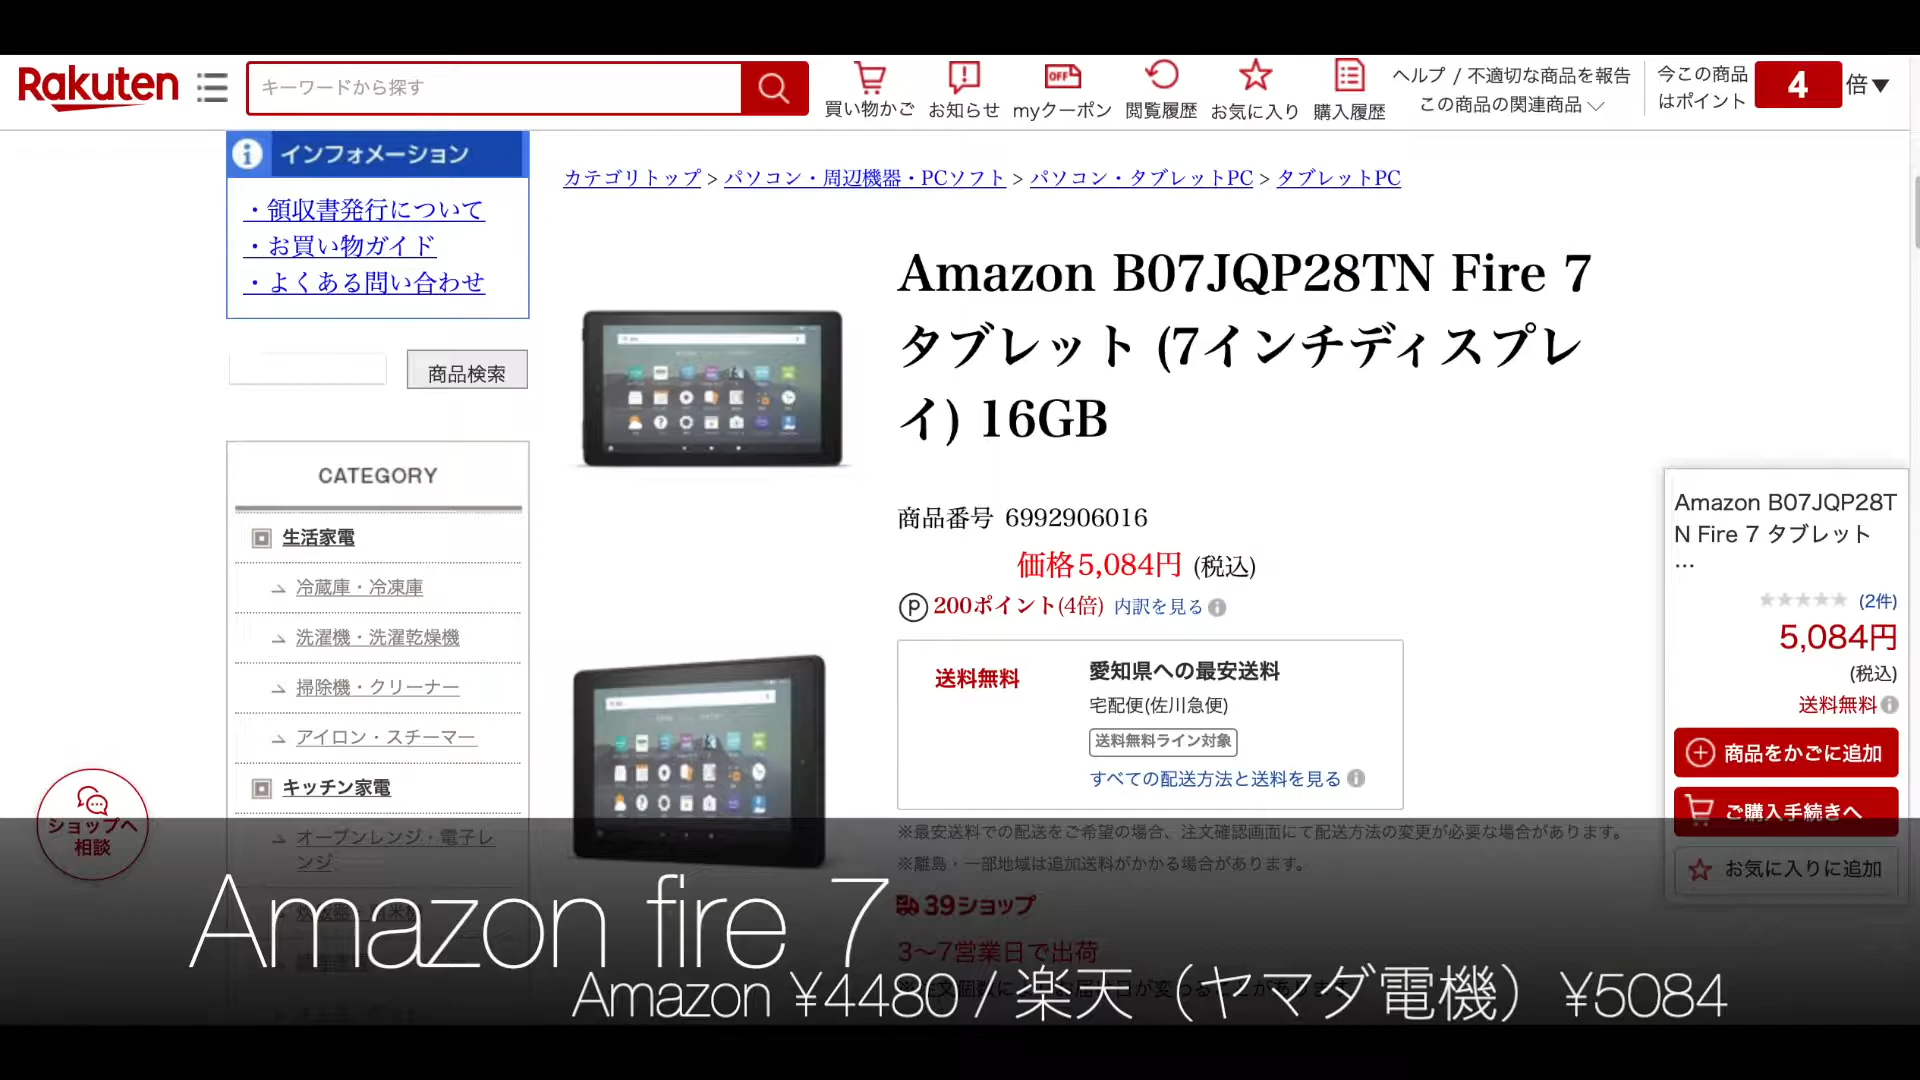 Rakuten
キーワードから探す
買い物かご
お知らせ
OFF
myクーポン
閲覧履歴
お気に入り
購入履歴
ヘルプ / 不適切な商品を報告
この商品の関連商品
今この商品
はポイント
4
倍▼
インフォメーション
・領収書発行について
・お買い物ガイド
・よくある問い合わせ
商品検索
CATEGORY
生活家電
冷蔵庫・冷凍庫
洗濯機・洗濯乾燥機
掃除機・クリーナー
アイロン・スチーマー
キッチン家電
オーブンレンジ・電子レ
ンジ
ショップへ
相談
カテゴリトップ > パソコン・周辺機器・PCソフト > パソコン・タブレットPC > タブレットPC
Amazon B07JQP28TN Fire 7
タブレット (7インチディスプレ
イ) 16GB
商品番号 6992906016
価格5,084円 (税込)
P 200ポイント(4倍) 内訳を見る
送料無料
愛知県への最安送料
宅配便(佐川急便)
送料無料ライン対象
すべての配送方法と送料を見る
※最安送料での配送をご希望の場合、注文確認画面にて配送方法の変更が必要な場合があります。
※離島・一部地域は追加送料がかかる場合があります。
39ショップ
3〜7営業日で出荷
Amazon B07JQP28T
N Fire 7 タブレット
...
★★★★★ (2件)
5,084円
(税込)
送料無料
商品をかごに追加
ご購入手続きへ
お気に入りに追加
Amazon fire 7
Amazon ¥4480 / 楽天（ヤマダ電機）¥5084